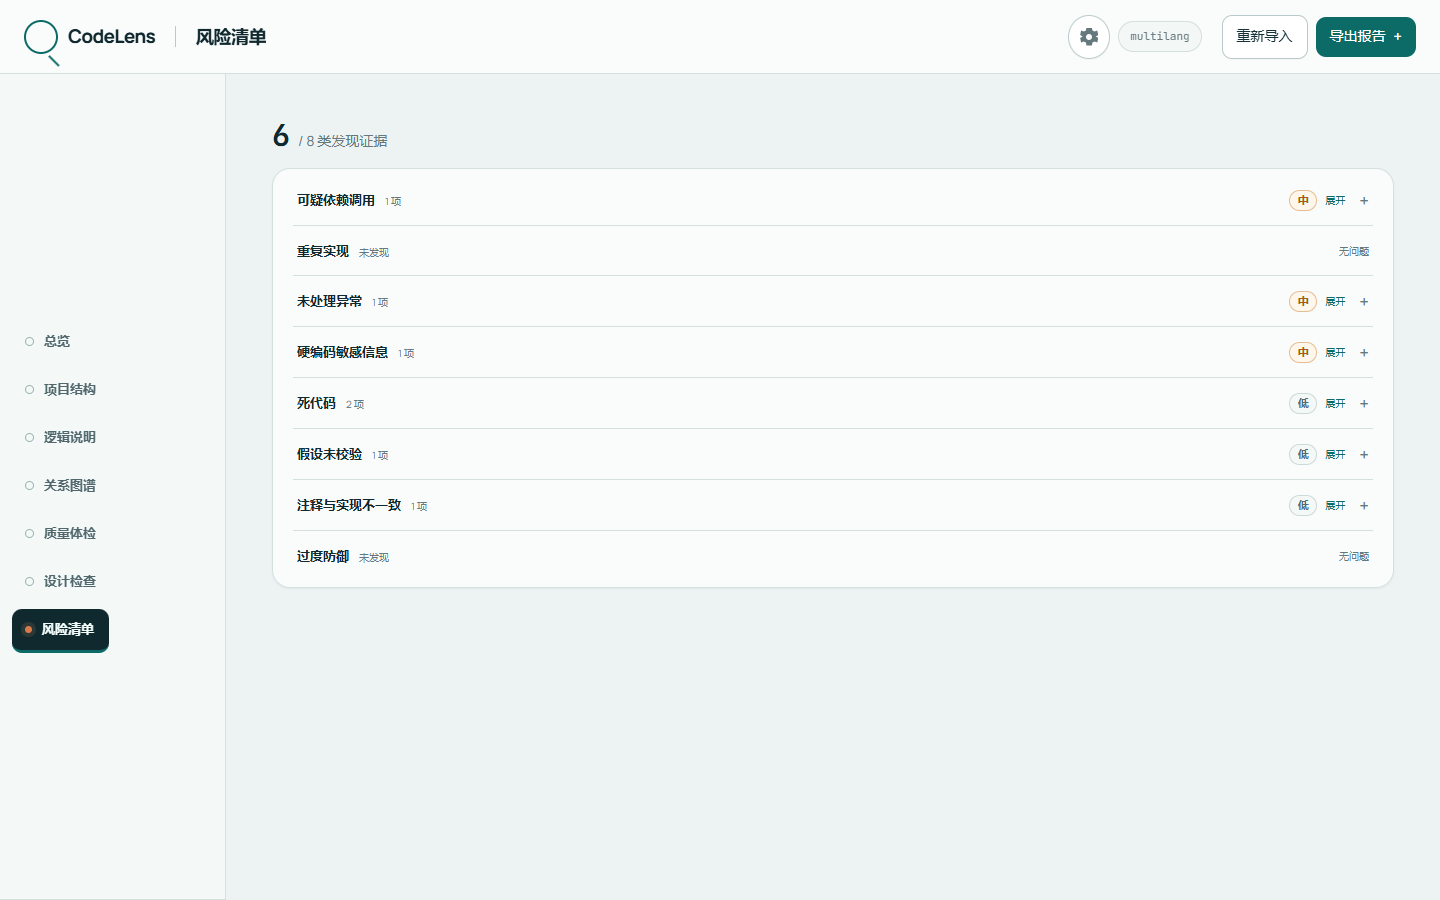 CodeLens 风险清单 multilang 重新导入 导出报告 +
6 / 8 类发现证据
可疑依赖调用 1 项 中 展开 +
重复实现 未发现 无问题
未处理异常 1 项 中 展开 +
硬编码敏感信息 1 项 中 展开 +
死代码 2 项 低 展开 +
假设未校验 1 项 低 展开 +
注释与实现不一致 1 项 低 展开 +
过度防御 未发现 无问题
总览
项目结构
逻辑说明
关系图谱
质量体检
设计检查
风险清单